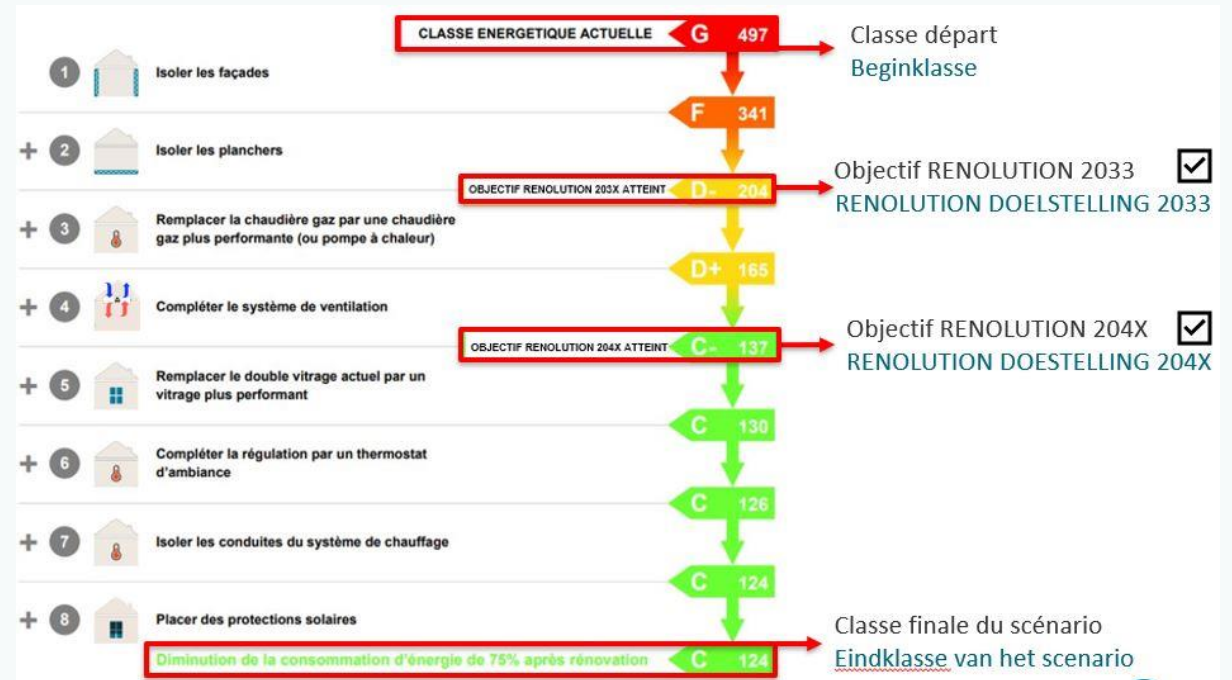 CLASSE ENERGETIQUE ACTUELLE G 497
Classe départ
Beginklasse
1 Isoler les façades
F 341
+ 2 Isoler les planchers
OBJECTIF RENOLUTION 203X ATTEINT D- 204
Objectif RENOLUTION 2033
RENOLUTION DOELSTELLING 2033
+ 3 Remplacer la chaudière gaz par une chaudière
gaz plus performante (ou pompe à chaleur)
D+ 165
+ 4 Compléter le système de ventilation
OBJECTIF RENOLUTION 204X ATTEINT C- 137
Objectif RENOLUTION 204X
RENOLUTION DOESTELLING 204X
+ 5 Remplacer le double vitrage actuel par un
vitrage plus performant
C 130
+ 6 Compléter la régulation par un thermostat
d'ambiance
C 126
+ 7 Isoler les conduites du système de chauffage
C 124
+ 8 Placer des protections solaires
Diminution de la consommation d'énergie de 75% après rénovation C 124
Classe finale du scénario
Eindklasse van het scenario